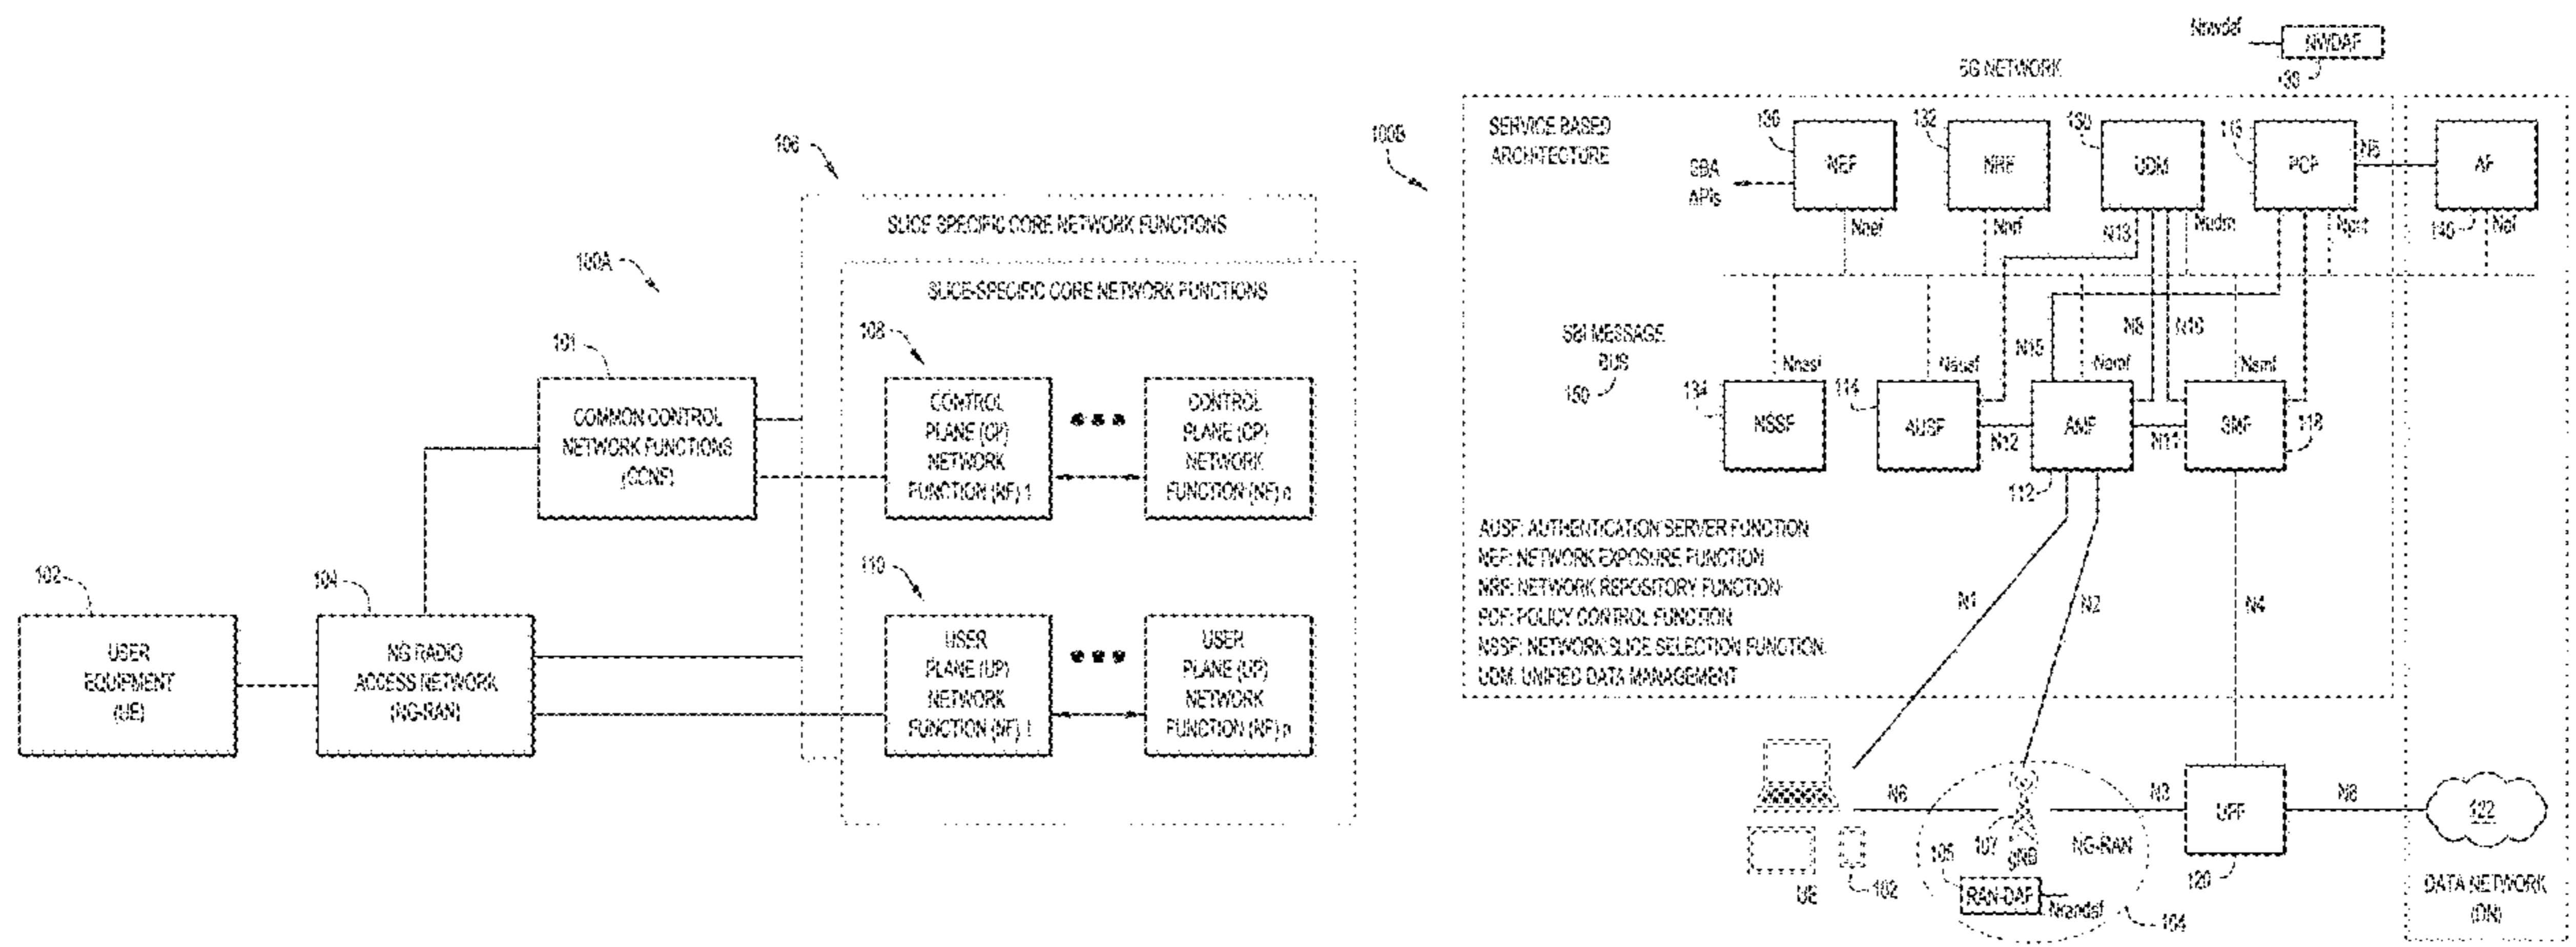 106
SLICE SPECIFIC CORE NETWORK FUNCTIONS
100A
SLICE-SPECIFIC CORE NETWORK FUNCTIONS
101
108
COMMON CONTROL
NETWORK FUNCTIONS
(CCNF)
CONTROL
PLANE (CP)
NETWORK
FUNCTION (NF) 1
CONTROL
PLANE (CP)
NETWORK
FUNCTION (NF) n
102
104
110
USER
EQUIPMENT
(UE)
NG RADIO
ACCESS NETWORK
(NG-RAN)
USER
PLANE (UP)
NETWORK
FUNCTION (NF) 1
USER
PLANE (UP)
NETWORK
FUNCTION (NF) n
Nnwdaf
NWDAF
138
5G NETWORK
100B
SERVICE BASED
ARCHITECTURE
136
132
130
116
NEF
NRF
UDM
PCF
N5
AF
SBA
APIs
Nnef
Nnrf
N13
Nudm
Npcf
140
Naf
SBI MESSAGE
BUS
150
N15
N8
N10
Nnssf
Nausf
Namf
Nsmf
134
114
NSSF
AUSF
N12
AMF
N11
SMF
118
112
AUSF: AUTHENTICATION SERVER FUNCTION
NEF: NETWORK EXPOSURE FUNCTION
NRF: NETWORK REPOSITORY FUNCTION
PCF: POLICY CONTROL FUNCTION
NSSF: NETWORK SLICE SELECTION FUNCTION
UDM: UNIFIED DATA MANAGEMENT
N1
N2
N4
N3
UPF
122
107
gNB
NG-RAN
105
RAN-DAF
Nrandaf
104
UE
102
120
DATA NETWORK
(DN)